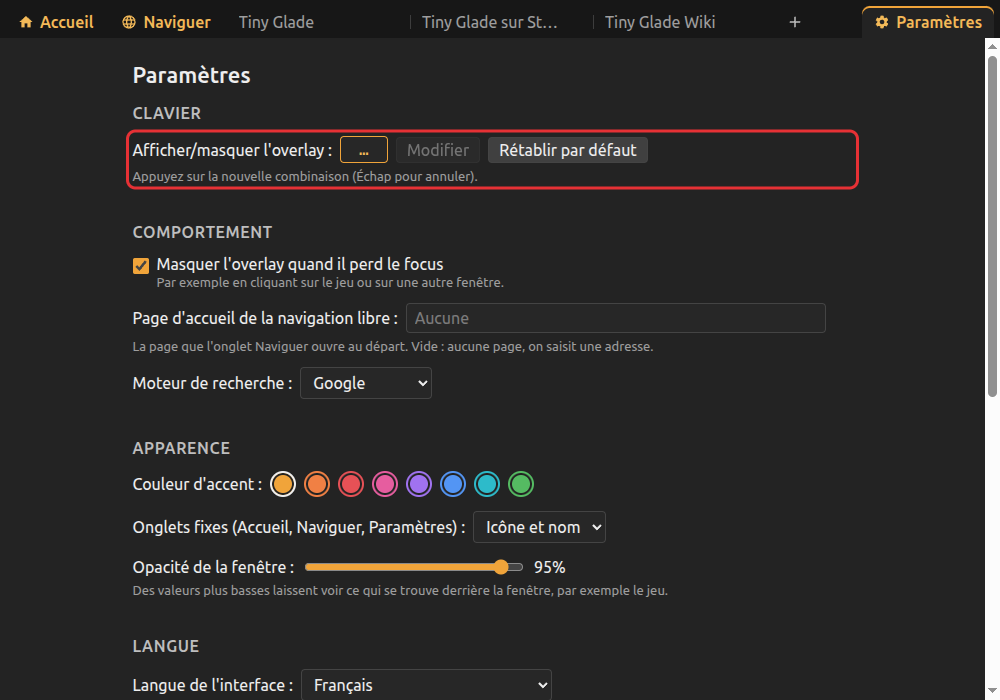 Accueil Naviguer Tiny Glade Tiny Glade sur St… Tiny Glade Wiki + Paramètres
Paramètres
CLAVIER
Afficher/masquer l'overlay : ... Modifier Rétablir par défaut
Appuyez sur la nouvelle combinaison (Échap pour annuler).
COMPORTEMENT
Masquer l'overlay quand il perd le focus
Par exemple en cliquant sur le jeu ou sur une autre fenêtre.
Page d'accueil de la navigation libre : Aucune
La page que l'onglet Naviguer ouvre au départ. Vide : aucune page, on saisit une adresse.
Moteur de recherche : Google
APPARENCE
Couleur d'accent :
Onglets fixes (Accueil, Naviguer, Paramètres) : Icône et nom
Opacité de la fenêtre : 95%
Des valeurs plus basses laissent voir ce qui se trouve derrière la fenêtre, par exemple le jeu.
LANGUE
Langue de l'interface : Français